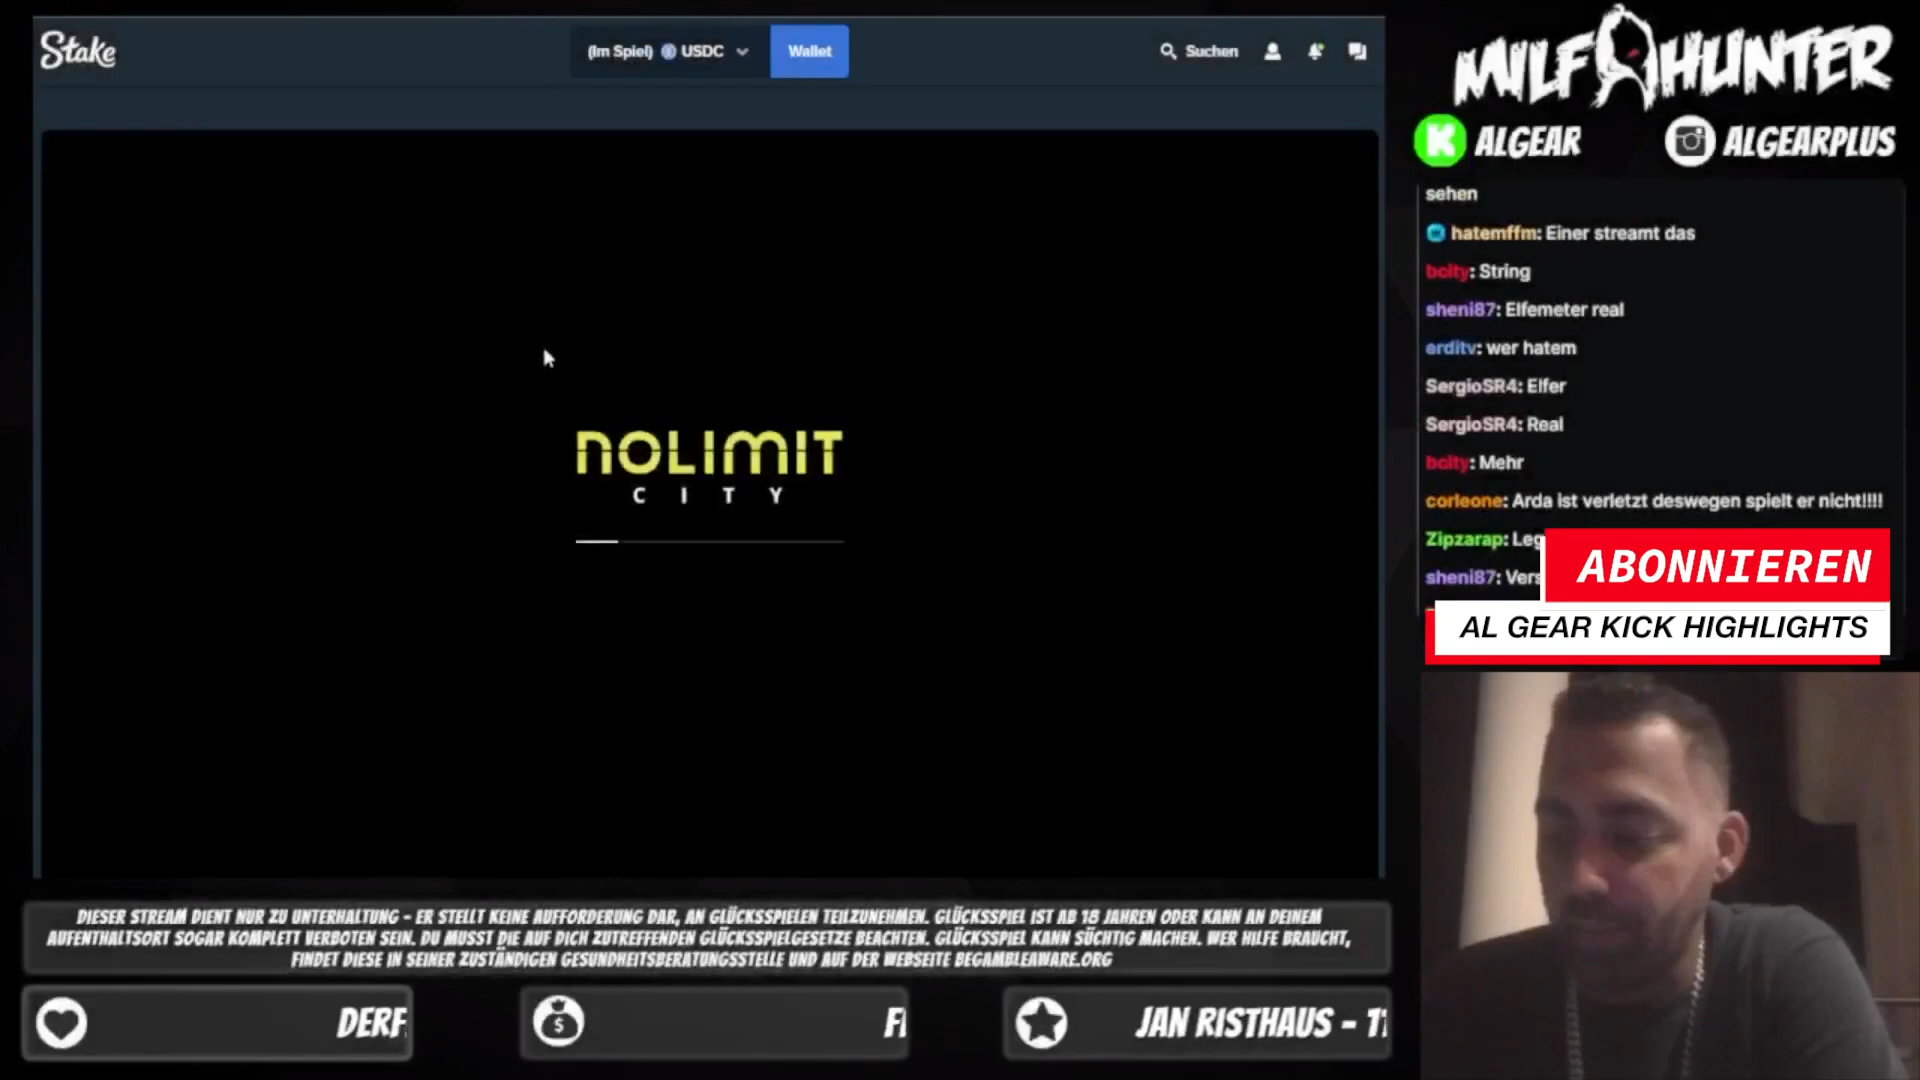 Stake
(Im Spiel) USDC
Wallet
Suchen
MILF HUNTER
K ALGEAR
ALGEARPLUS
NOLIMIT
CITY
sehen
hatemffm: Einer streamt das
bcity: String
sheni87: Elfemeter real
erditv: wer hatem
SergioSR4: Elfer
SergioSR4: Real
bcity: Mehr
corleone: Arda ist verletzt deswegen spielt er nicht!!!!
Zipzarap: Leg
sheni87: Vers
ABONNIEREN
AL GEAR KICK HIGHLIGHTS
DIESER STREAM DIENT NUR ZU UNTERHALTUNG - ER STELLT KEINE AUFFORDERUNG DAR, AN GLÜCKSSPIELEN TEILZUNEHMEN. GLÜCKSSPIEL IST AB 18 JAHREN ODER KANN AN DEINEM
AUFENTHALTSORT SOGAR KOMPLETT VERBOTEN SEIN. DU MUSST DIE AUF DICH ZUTREFFENDEN GLÜCKSSPIELGESETZE BEACHTEN. GLÜCKSSPIEL KANN SÜCHTIG MACHEN. WER HILFE BRAUCHT,
FINDET DIESE IN SEINER ZUSTÄNDIGEN GESUNDHEITSBERATUNGSSTELLE UND AUF DER WEBSEITE BEGAMBLEAWARE.ORG
DERF
JAN RISTHAUS - 11